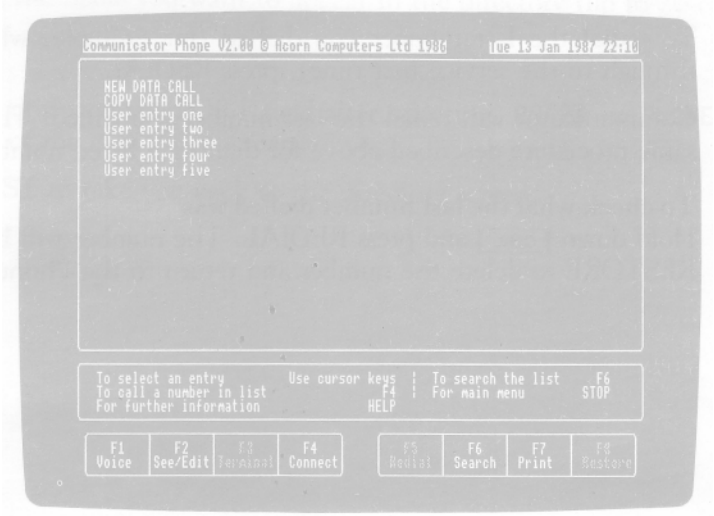 Communicator Phone V2.00 © Acorn Computers Ltd 1986 Tue 13 Jan 1987 22:10
NEW DATA CALL
COPY DATA CALL
User entry one
User entry two
User entry three
User entry four
User entry five
To select an entry Use cursor keys ¦ To search the list F6
To call a number in list F4 ¦ For main menu STOP
For further information HELP
F1 F2 F3 F4 F5 F6 F7 F8
Voice See/Edit Terminal Connect Redial Search Print Restore